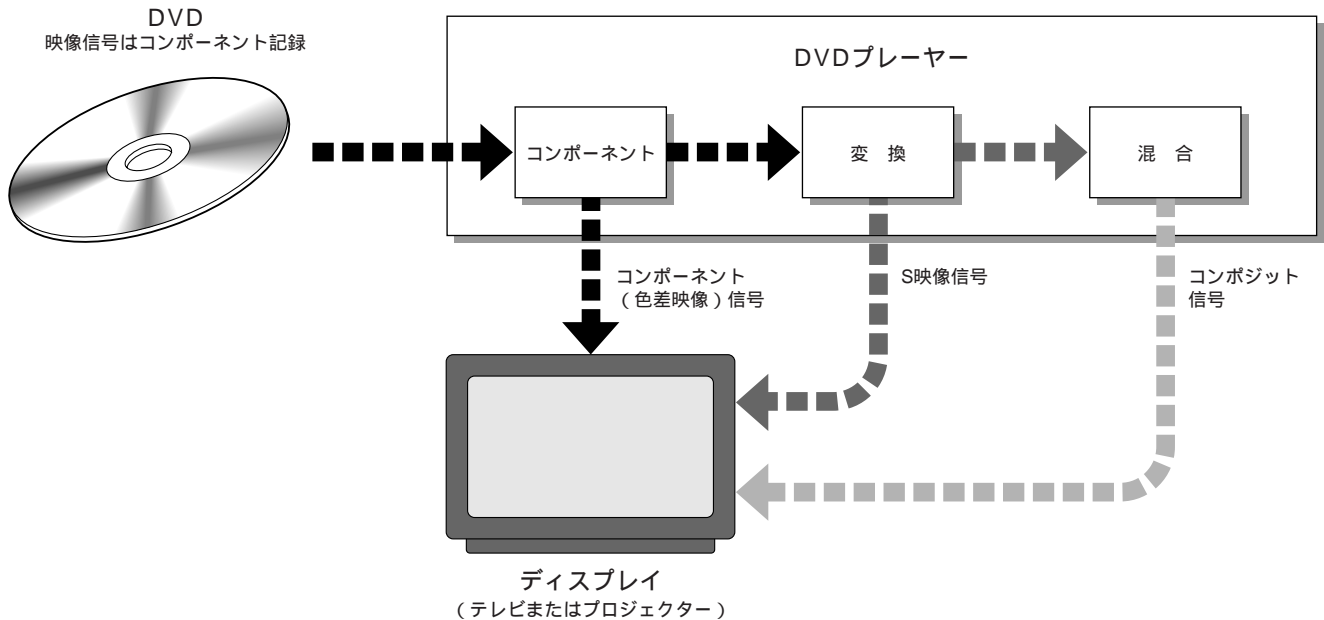 DVD
映像信号はコンポーネント記録
DVDプレーヤー
コンポーネント
変 換
混 合
コンポーネント
(色差映像)信号
S映像信号
コンポジット
信号
ディスプレイ
(テレビまたはプロジェクター)